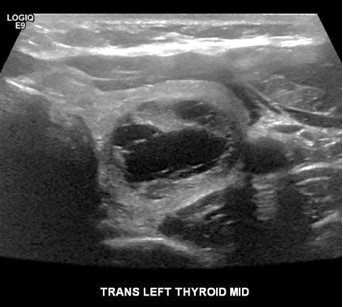 LOGIQ
E9
TRANS LEFT THYROID MID